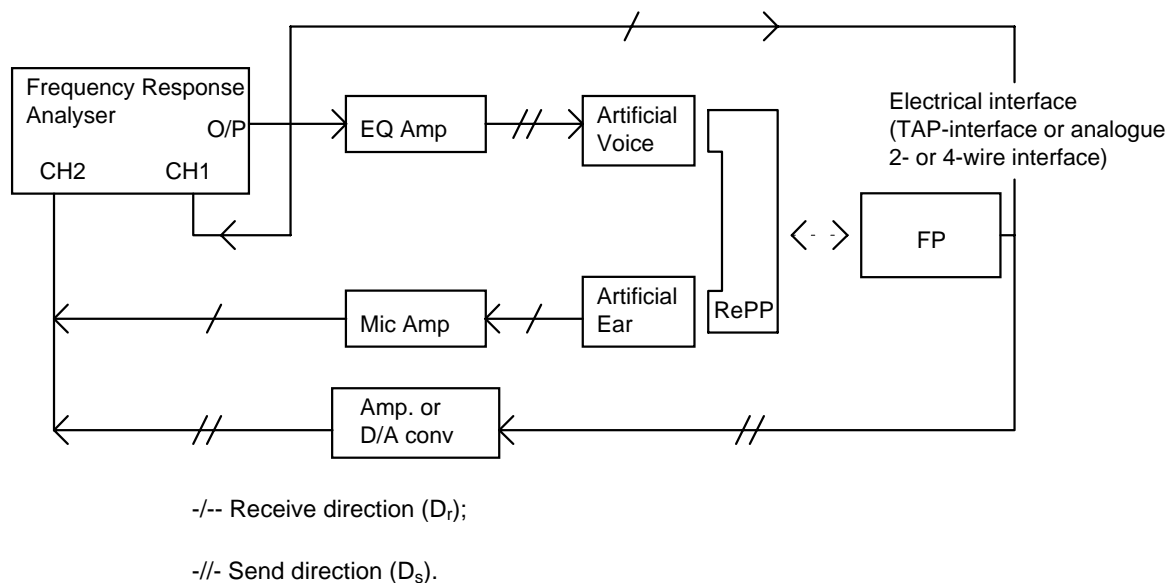 Frequency Response
Analyser
O/P
CH2
CH1
EQ Amp
Artificial
Voice
Electrical interface
(TAP-interface or analogue
2- or 4-wire interface)
FP
RePP
Mic Amp
Artificial
Ear
Amp. or
D/A conv
-/-- Receive direction (Dr);
-//- Send direction (Ds).